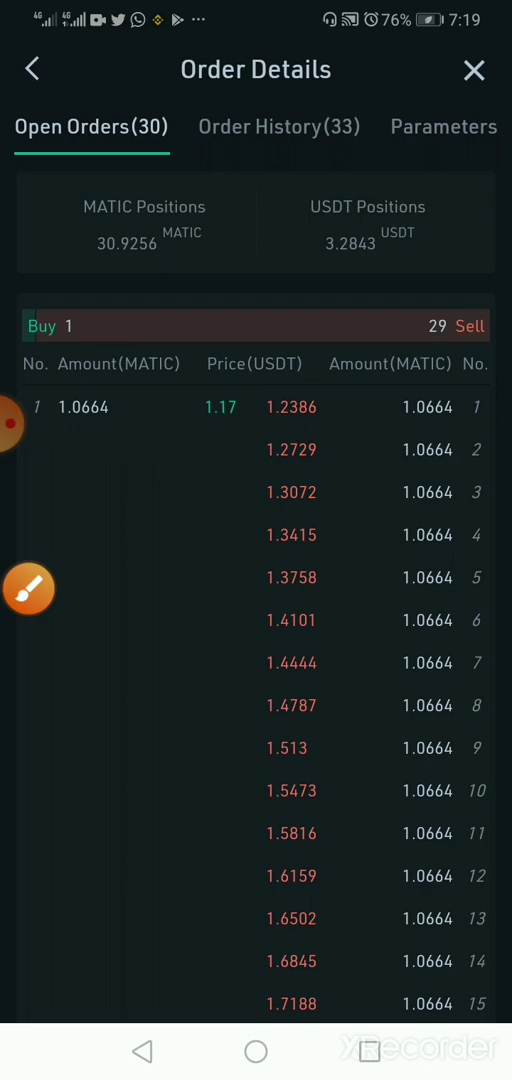 4G 4G 76% 7:19
Order Details
Open Orders(30) Order History(33) Parameters
MATIC Positions USDT Positions
30.9256 MATIC 3.2843 USDT
Buy 1 29 Sell
No. Amount(MATIC) Price(USDT) Amount(MATIC) No.
1 1.0664 1.17 1.2386 1.0664 1
1.2729 1.0664 2
1.3072 1.0664 3
1.3415 1.0664 4
1.3758 1.0664 5
1.4101 1.0664 6
1.4444 1.0664 7
1.4787 1.0664 8
1.513 1.0664 9
1.5473 1.0664 10
1.5816 1.0664 11
1.6159 1.0664 12
1.6502 1.0664 13
1.6845 1.0664 14
1.7188 1.0664 15
XRecorder